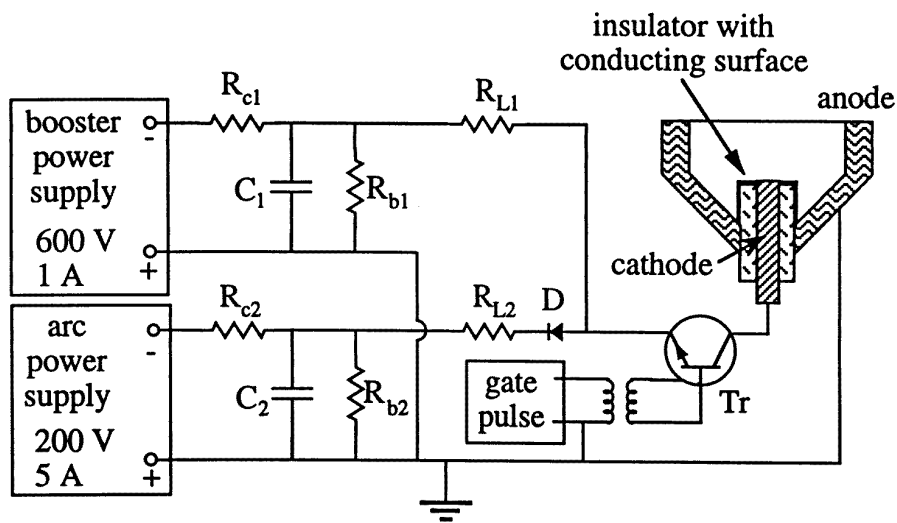 insulator with
conducting surface
anode
R_c1
R_L1
booster
power
supply
600 V
1 A
-
+
C_1
R_b1
cathode
R_c2
R_L2
D
arc
power
supply
200 V
5 A
-
+
C_2
R_b2
gate
pulse
Tr